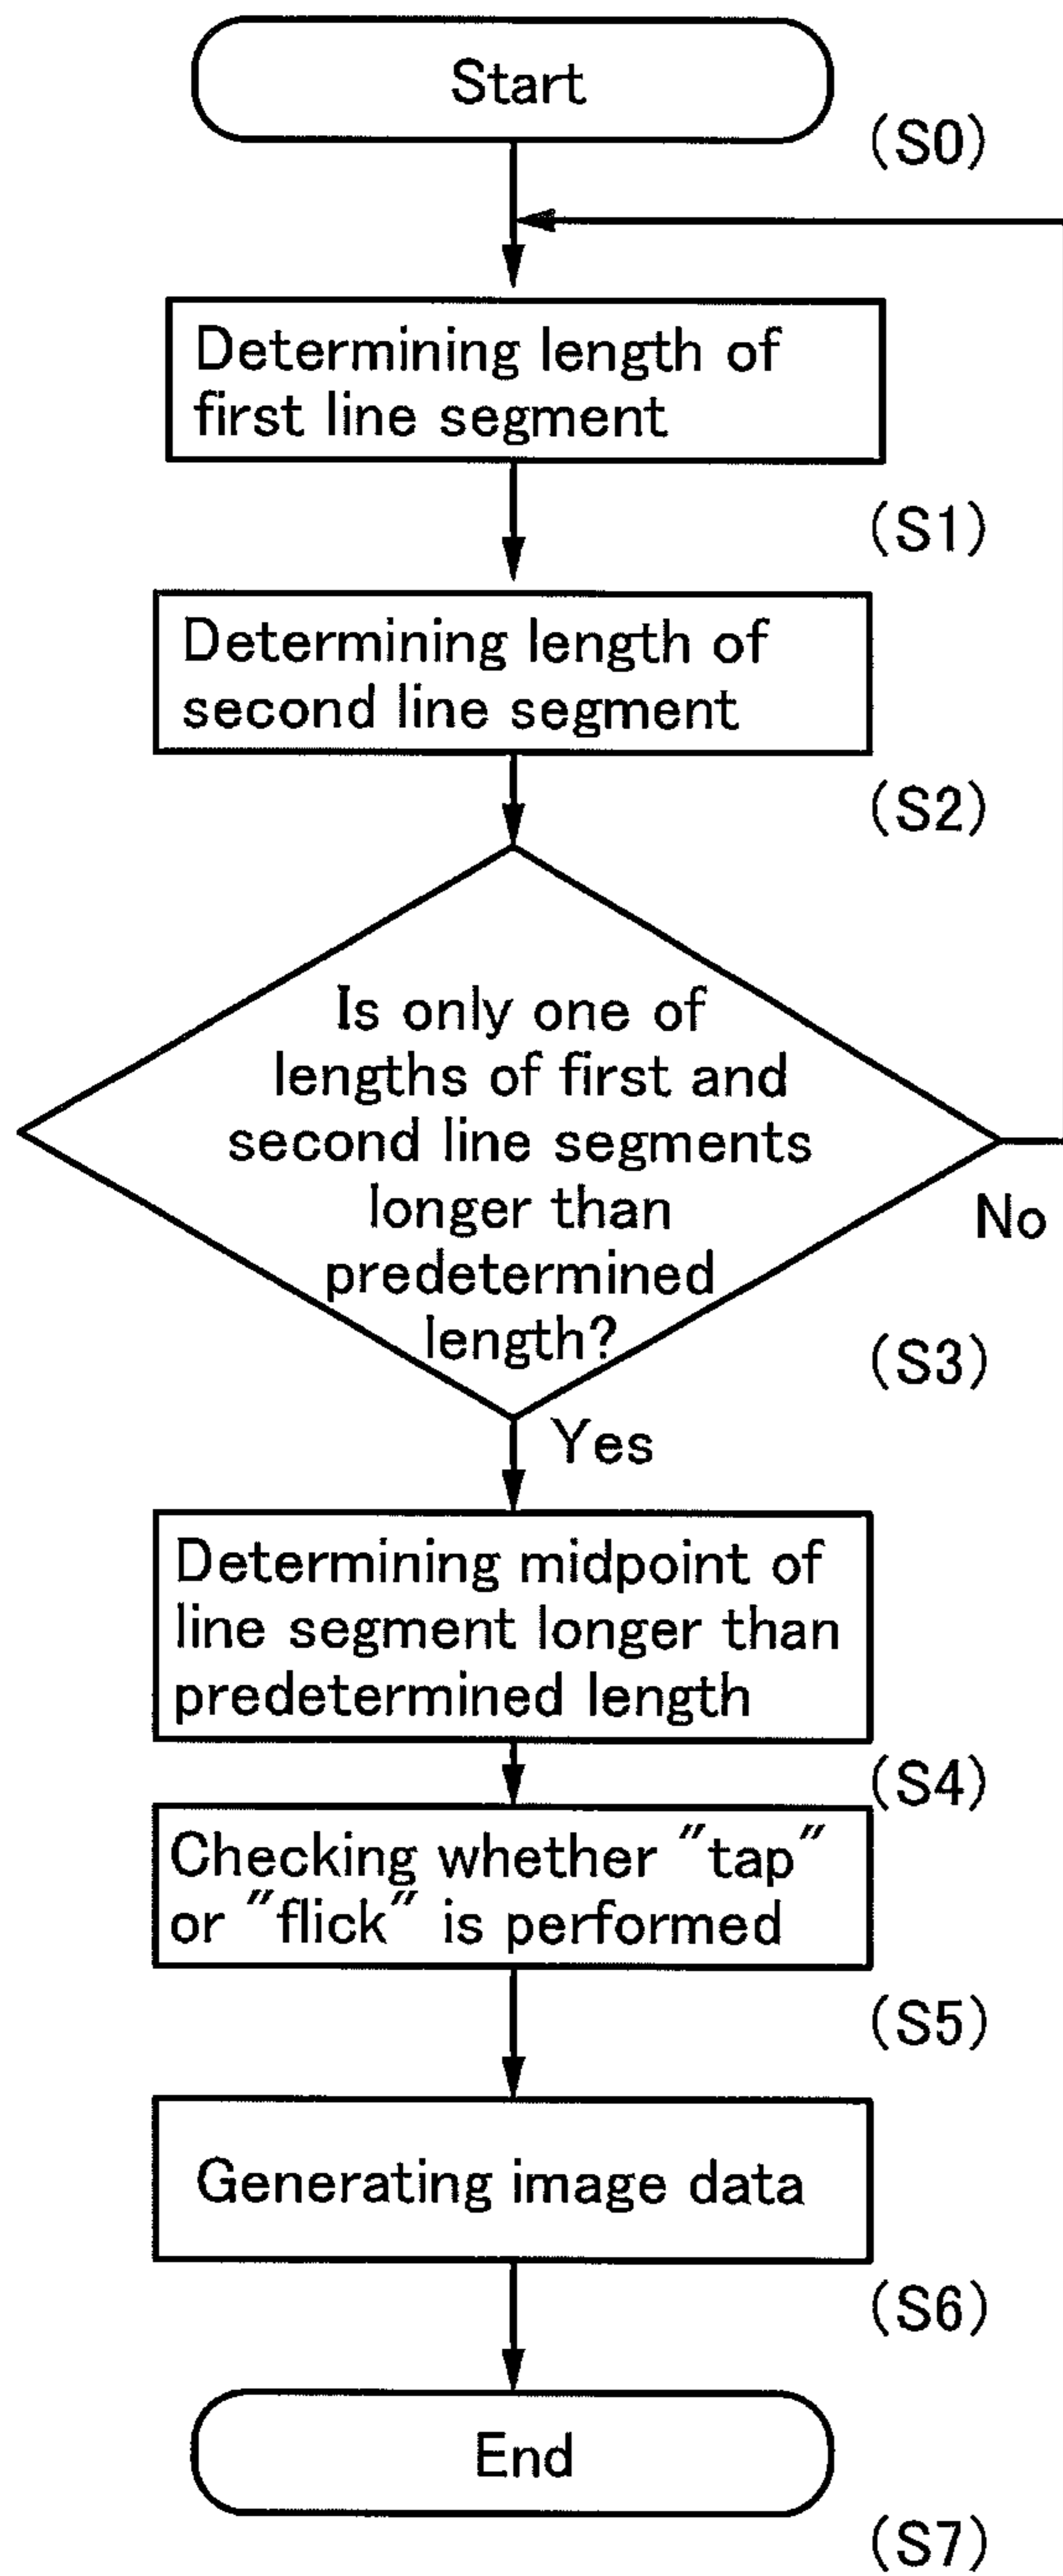 Start
(S0)
Determining length of
first line segment
(S1)
Determining length of
second line segment
(S2)
Is only one of
lengths of first and
second line segments
longer than
predetermined
length?
No
(S3)
Yes
Determining midpoint of
line segment longer than
predetermined length
(S4)
Checking whether "tap"
or "flick" is performed
(S5)
Generating image data
(S6)
End
(S7)